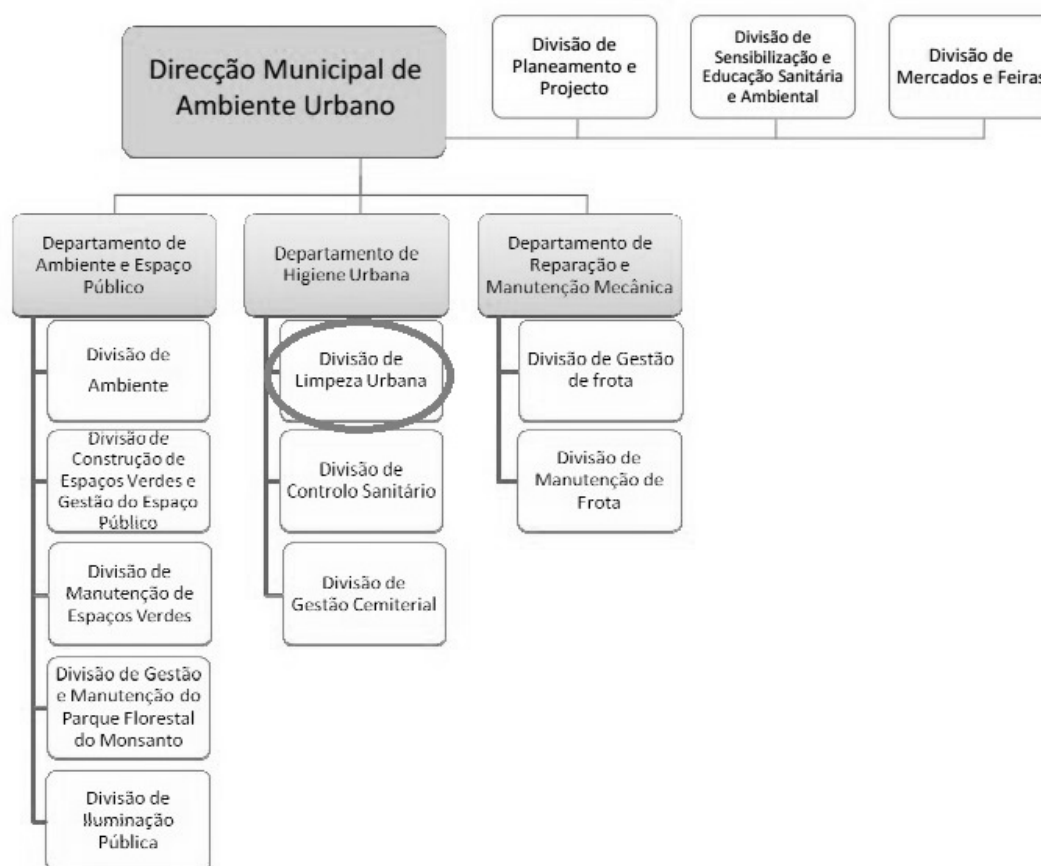 Direcção Municipal de
Ambiente Urbano
Divisão de
Planeamento e
Projecto
Divisão de
Sensibilização e
Educação Sanitária
e Ambiental
Divisão de
Mercados e Feiras
Departamento de
Ambiente e Espaço
Público
Divisão de
Ambiente
Divisão de
Construção de
Espaços Verdes e
Gestão do Espaço
Público
Divisão de
Manutenção de
Espaços Verdes
Divisão de Gestão
e Manutenção do
Parque Florestal
do Monsanto
Divisão de
Iluminação
Pública
Departamento de
Higiene Urbana
Divisão de
Limpeza Urbana
Divisão de
Controlo Sanitário
Divisão de
Gestão Cemiterial
Departamento de
Reparação e
Manutenção Mecânica
Divisão de Gestão
de frota
Divisão de
Manutenção de
Frota